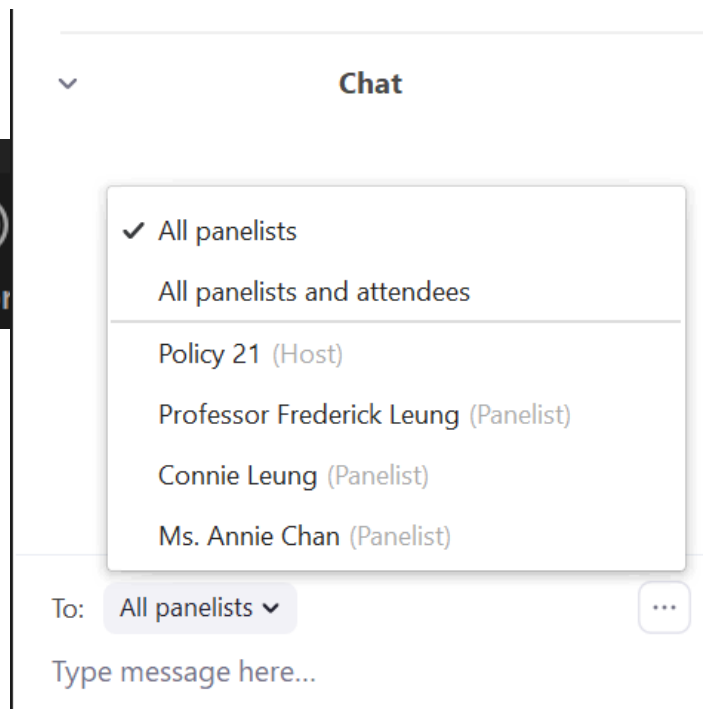 Chat
All panelists
All panelists and attendees
Policy 21 (Host)
Professor Frederick Leung (Panelist)
Connie Leung (Panelist)
Ms. Annie Chan (Panelist)
To: All panelists
Type message here...